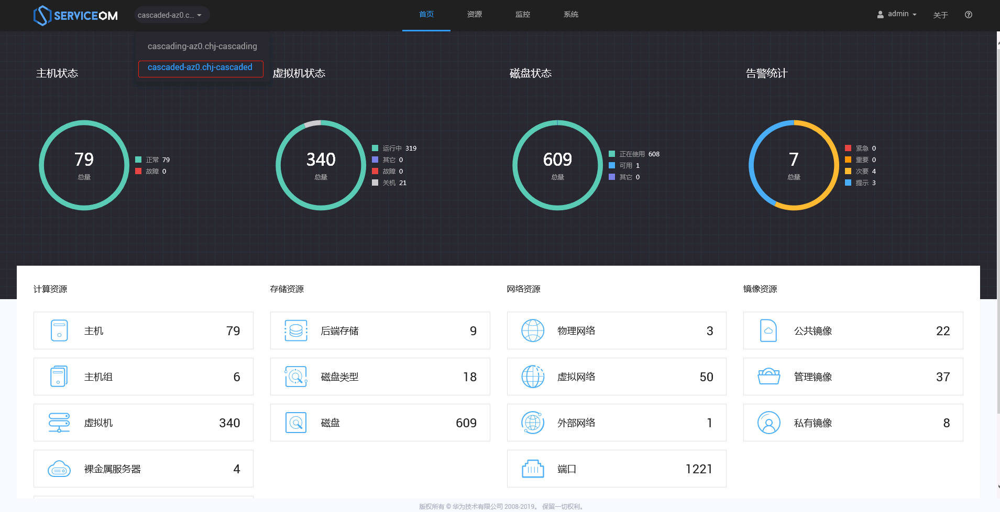 SERVICEOM
cascaded-az0.c...
首页
资源
监控
系统
admin
关于
cascading-az0.chj-cascading
cascaded-az0.chj-cascaded
主机状态
79
总量
正常 79
故障 0
虚拟机状态
340
总量
运行中 319
其它 0
故障 0
关机 21
磁盘状态
609
总量
正在使用 608
可用 1
其它 0
告警统计
7
总量
紧急 0
重要 0
次要 4
提示 3
计算资源
主机 79
主机组 6
虚拟机 340
裸金属服务器 4
存储资源
后端存储 9
磁盘类型 18
磁盘 609
网络资源
物理网络 3
虚拟网络 50
外部网络 1
端口 1221
镜像资源
公共镜像 22
管理镜像 37
私有镜像 8
版权所有 © 华为技术有限公司 2008-2019。 保留一切权利。